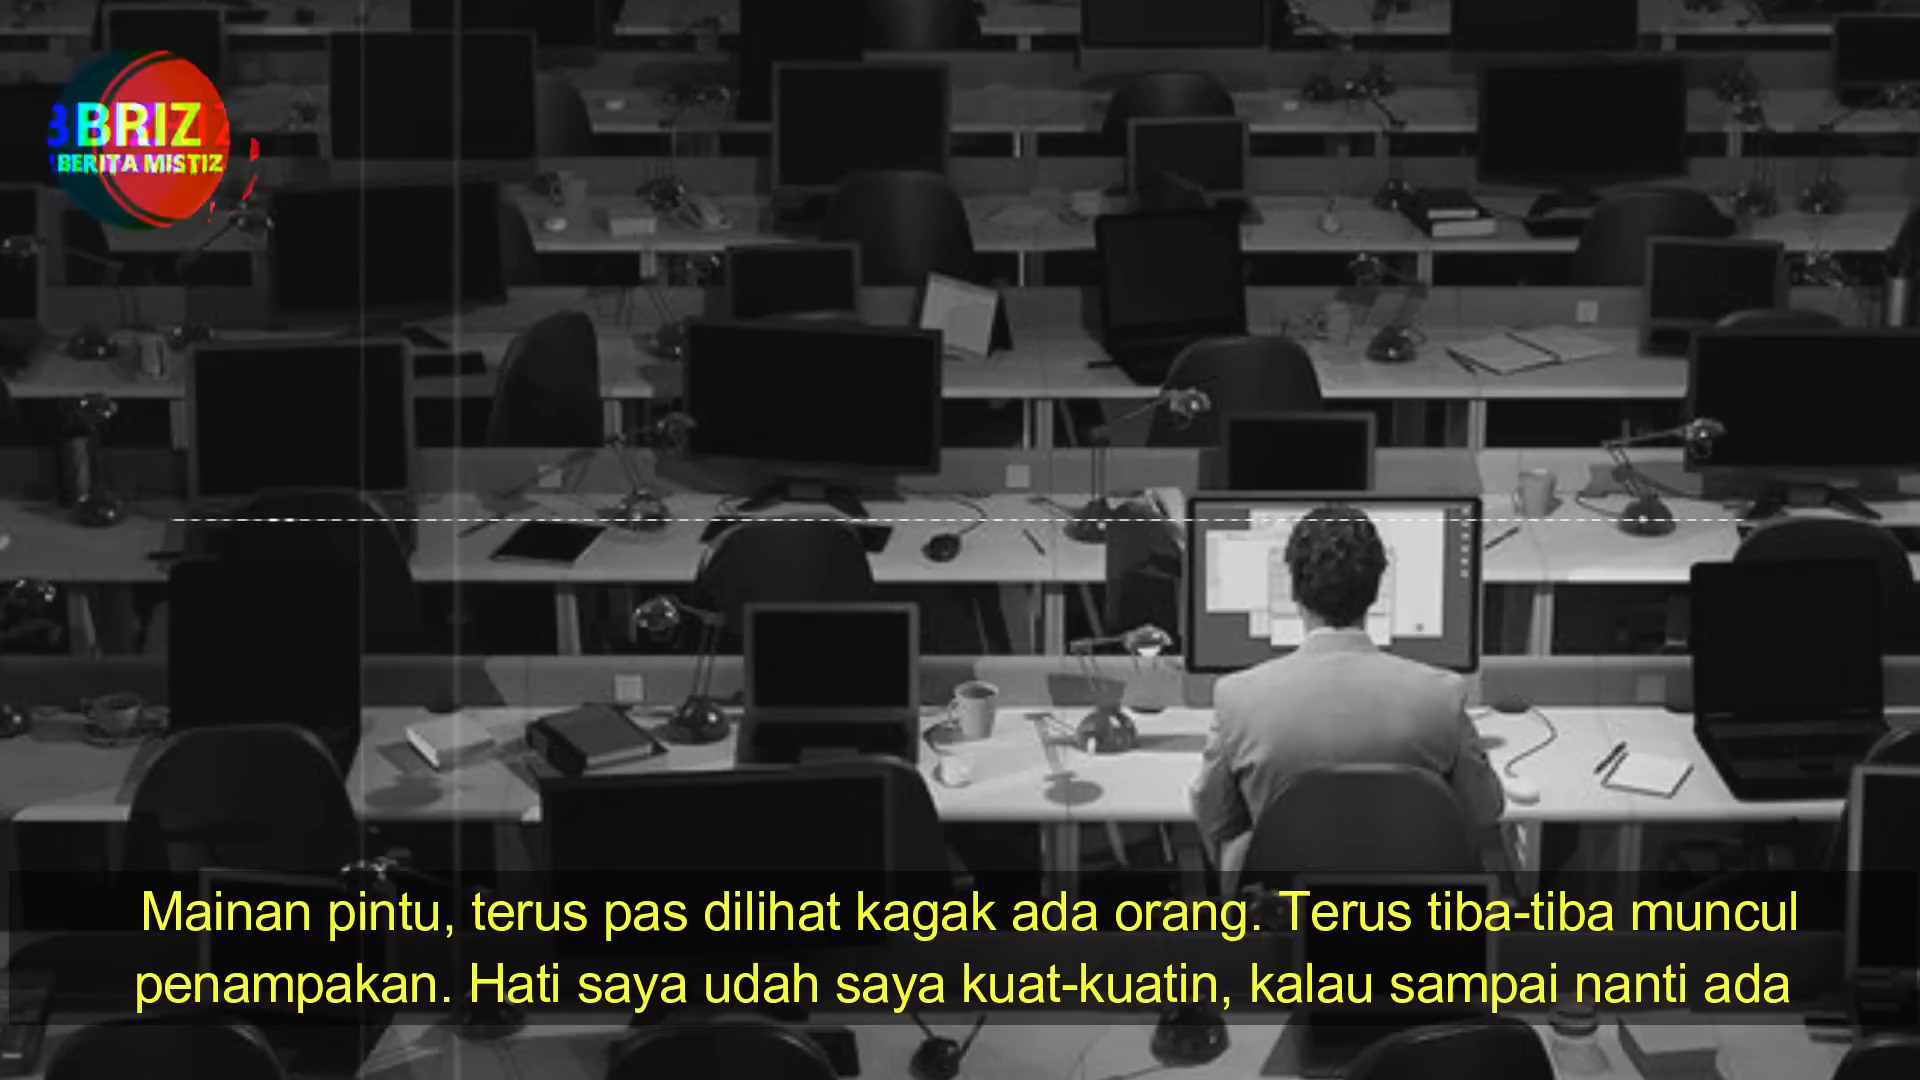 BRIZ
BERITA MISTIZ
Mainan pintu, terus pas dilihat kagak ada orang. Terus tiba-tiba muncul
penampakan. Hati saya udah saya kuat-kuatin, kalau sampai nanti ada